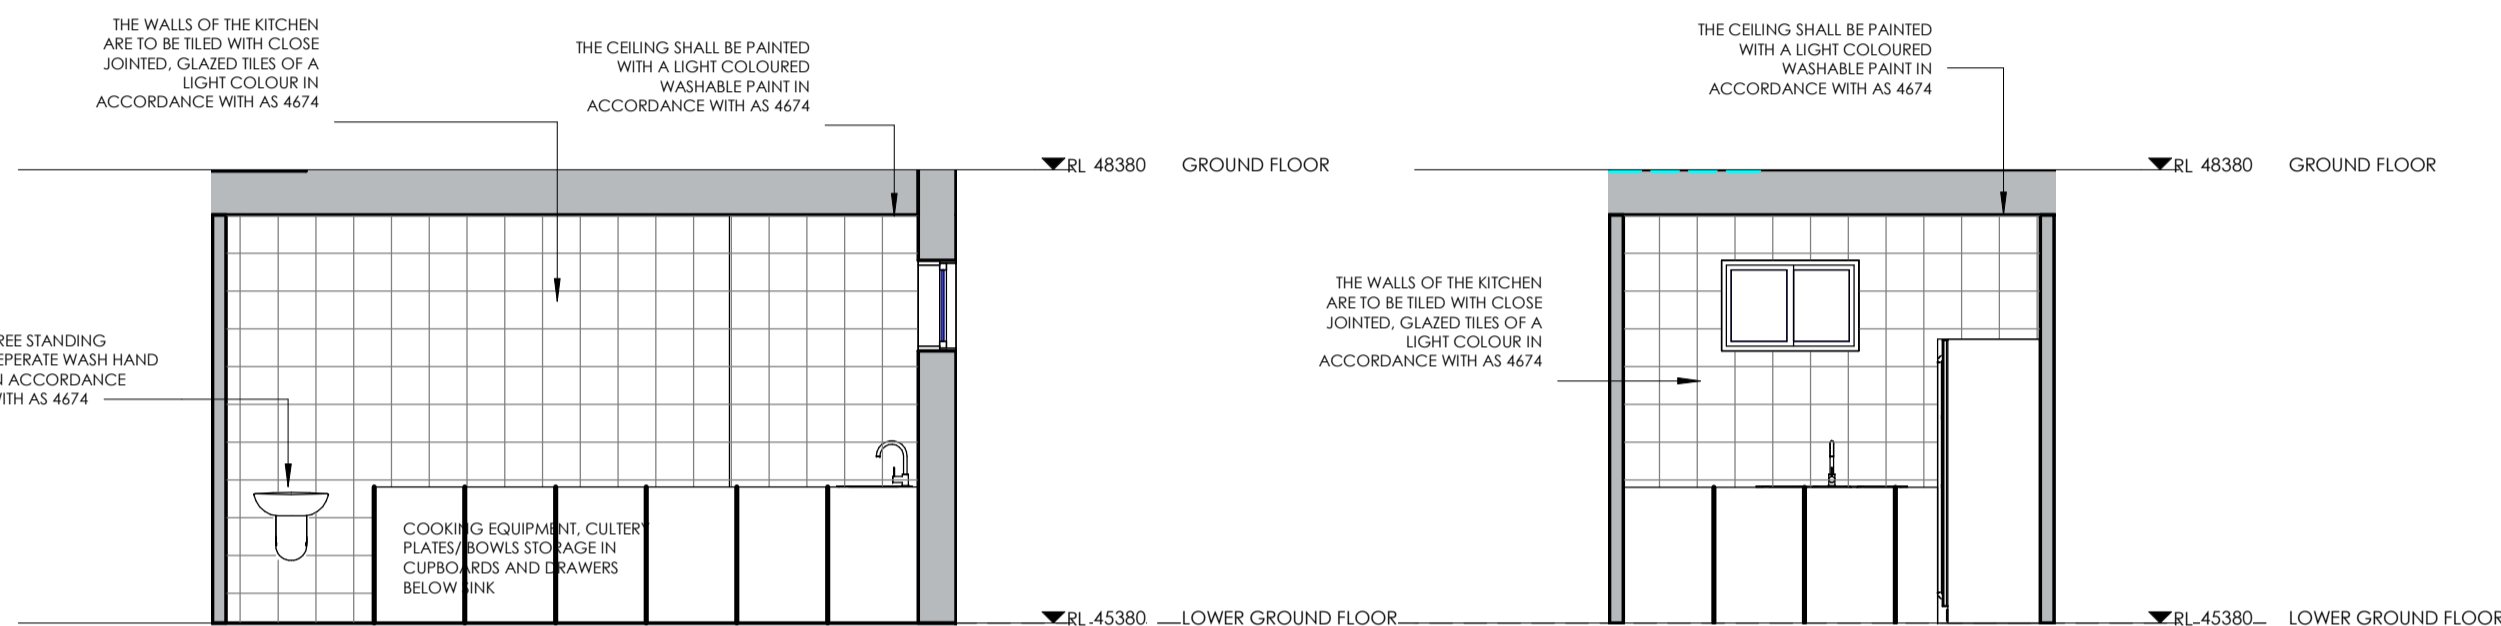 THE WALLS OF THE KITCHEN
ARE TO BE TILED WITH CLOSE
JOINTED, GLAZED TILES OF A
LIGHT COLOUR IN
ACCORDANCE WITH AS 4674
THE CEILING SHALL BE PAINTED
WITH A LIGHT COLOURED
WASHABLE PAINT IN
ACCORDANCE WITH AS 4674
THE CEILING SHALL BE PAINTED
WITH A LIGHT COLOURED
WASHABLE PAINT IN
ACCORDANCE WITH AS 4674
RL 48380 GROUND FLOOR
RL 48380 GROUND FLOOR
THE WALLS OF THE KITCHEN
ARE TO BE TILED WITH CLOSE
JOINTED, GLAZED TILES OF A
LIGHT COLOUR IN
ACCORDANCE WITH AS 4674
REE STANDING
EPERATE WASH HAND
N ACCORDANCE
WITH AS 4674
COOKING EQUIPMENT, CULTERY
PLATES/ BOWLS STORAGE IN
CUPBOARDS AND DRAWERS
BELOW SINK
RL 45380 LOWER GROUND FLOOR
RL 45380 LOWER GROUND FLOOR